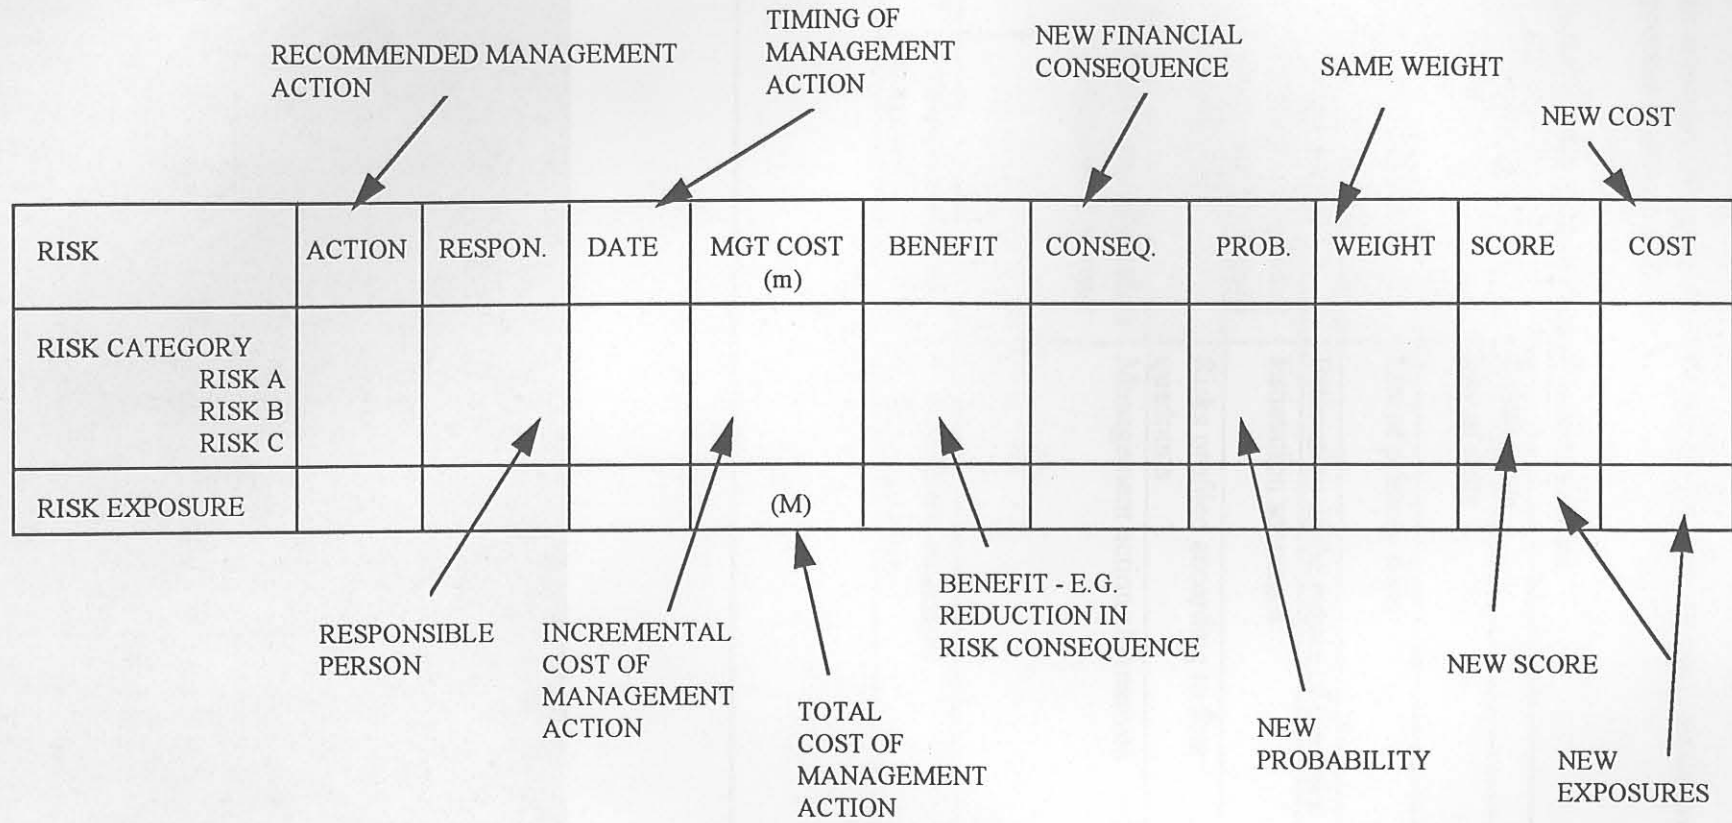 RECOMMENDED MANAGEMENT
ACTION
TIMING OF
MANAGEMENT
ACTION
NEW FINANCIAL
CONSEQUENCE
SAME WEIGHT
NEW COST
RISK
ACTION
RESPON.
DATE
MGT COST
(m)
BENEFIT
CONSEQ.
PROB.
WEIGHT
SCORE
COST
RISK CATEGORY
RISK A
RISK B
RISK C
RISK EXPOSURE
(M)
RESPONSIBLE
PERSON
INCREMENTAL
COST OF
MANAGEMENT
ACTION
TOTAL
COST OF
MANAGEMENT
ACTION
BENEFIT - E.G.
REDUCTION IN
RISK CONSEQUENCE
NEW
PROBABILITY
NEW SCORE
NEW
EXPOSURES